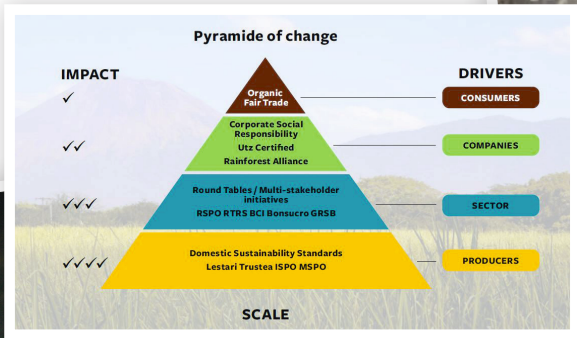 Pyramide of change
IMPACT
DRIVERS
✓
Organic
Fair Trade
CONSUMERS
✓✓
Corporate Social
Responsibility
Utz Certified
Rainforest Alliance
COMPANIES
✓✓✓
Round Tables / Multi-stakeholder
initiatives
RSPO RTRS BCI Bonsucro GRSB
SECTOR
✓✓✓✓
Domestic Sustainability Standards
Lestari Trustea ISPO MSPO
PRODUCERS
SCALE